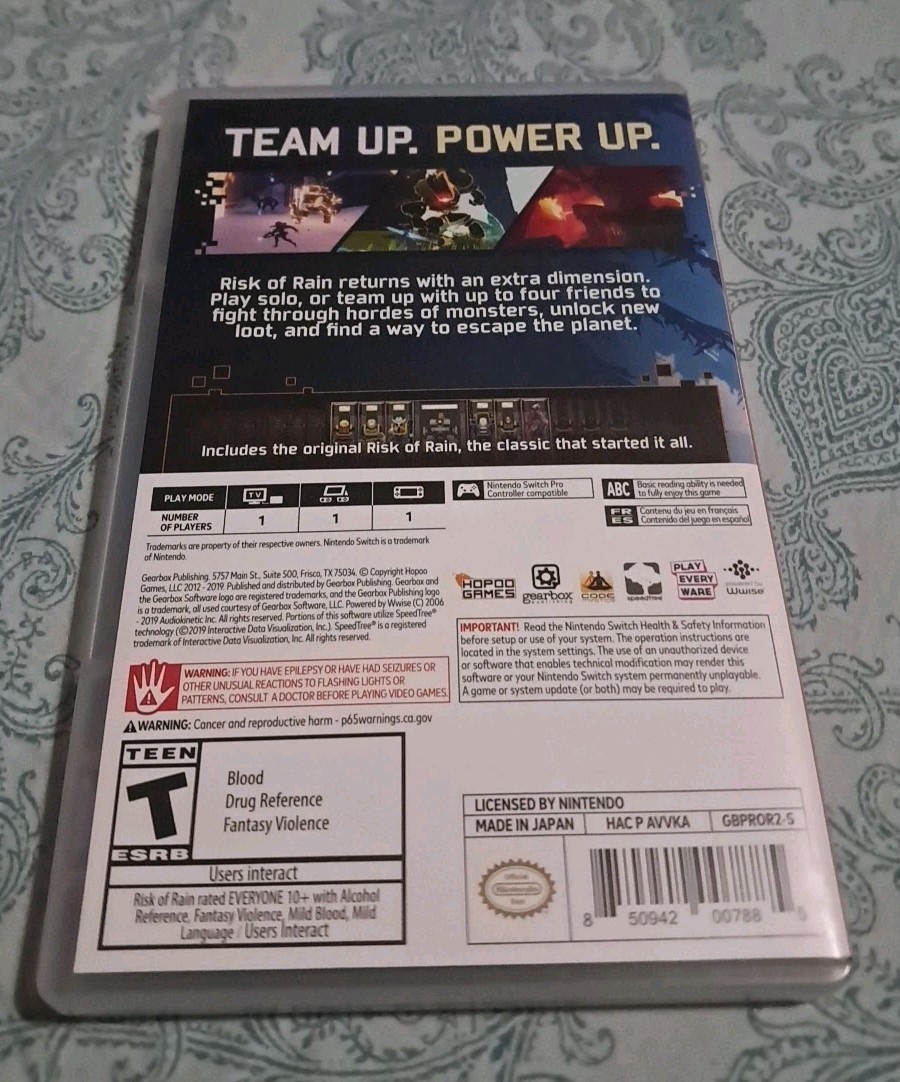 TEAM UP. POWER UP.
Risk of Rain returns with an extra dimension.
Play solo, or team up with up to four friends to
fight through hordes of monsters, unlock new
loot, and find a way to escape the planet.
Includes the original Risk of Rain, the classic that started it all.
PLAY MODE
TV
NUMBER
OF PLAYERS
1
1
1
Nintendo Switch Pro
Controller compatible
ABC
Basic reading ability is needed
to fully enjoy this game
FR
ES
Contenu du jeu en français
Contenido del juego en español
Trademarks are property of their respective owners. Nintendo Switch is a trademark
of Nintendo.
Gearbox Publishing. 5757 Main St., Suite 500, Frisco, TX 75034. © Copyright Hopoo
Games, LLC 2012 - 2019. Published and distributed by Gearbox Publishing. Gearbox and
the Gearbox Software logo are registered trademarks, and the Gearbox Publishing logo
is a trademark, all used courtesy of Gearbox Software, LLC. Powered by Wwise (C) 2006
- 2019 Audiokinetic Inc. All rights reserved. Portions of this software utilize SpeedTree®
technology (©2019 Interactive Data Visualization, Inc.). SpeedTree® is a registered
trademark of Interactive Data Visualization, Inc. All rights reserved.
HOPOO
GAMES
gearbox
publishing
CODE
SPEEDTREE
PLAY
EVERY
WARE
powered by
Wwise
WARNING: IF YOU HAVE EPILEPSY OR HAVE HAD SEIZURES OR
OTHER UNUSUAL REACTIONS TO FLASHING LIGHTS OR
PATTERNS, CONSULT A DOCTOR BEFORE PLAYING VIDEO GAMES.
IMPORTANT! Read the Nintendo Switch Health & Safety Information
before setup or use of your system. The operation instructions are
located in the system settings. The use of an unauthorized device
or software that enables technical modification may render this
software or your Nintendo Switch system permanently unplayable.
A game or system update (or both) may be required to play.
WARNING: Cancer and reproductive harm - p65warnings.ca.gov
TEEN
T
ESRB
Blood
Drug Reference
Fantasy Violence
Users interact
Risk of Rain rated EVERYONE 10+ with Alcohol
Reference, Fantasy Violence, Mild Blood, Mild
Language / Users Interact
LICENSED BY NINTENDO
MADE IN JAPAN
HAC P AVVKA
GBPROR2-S
Official
Nintendo
Seal
8 50942 00788 5